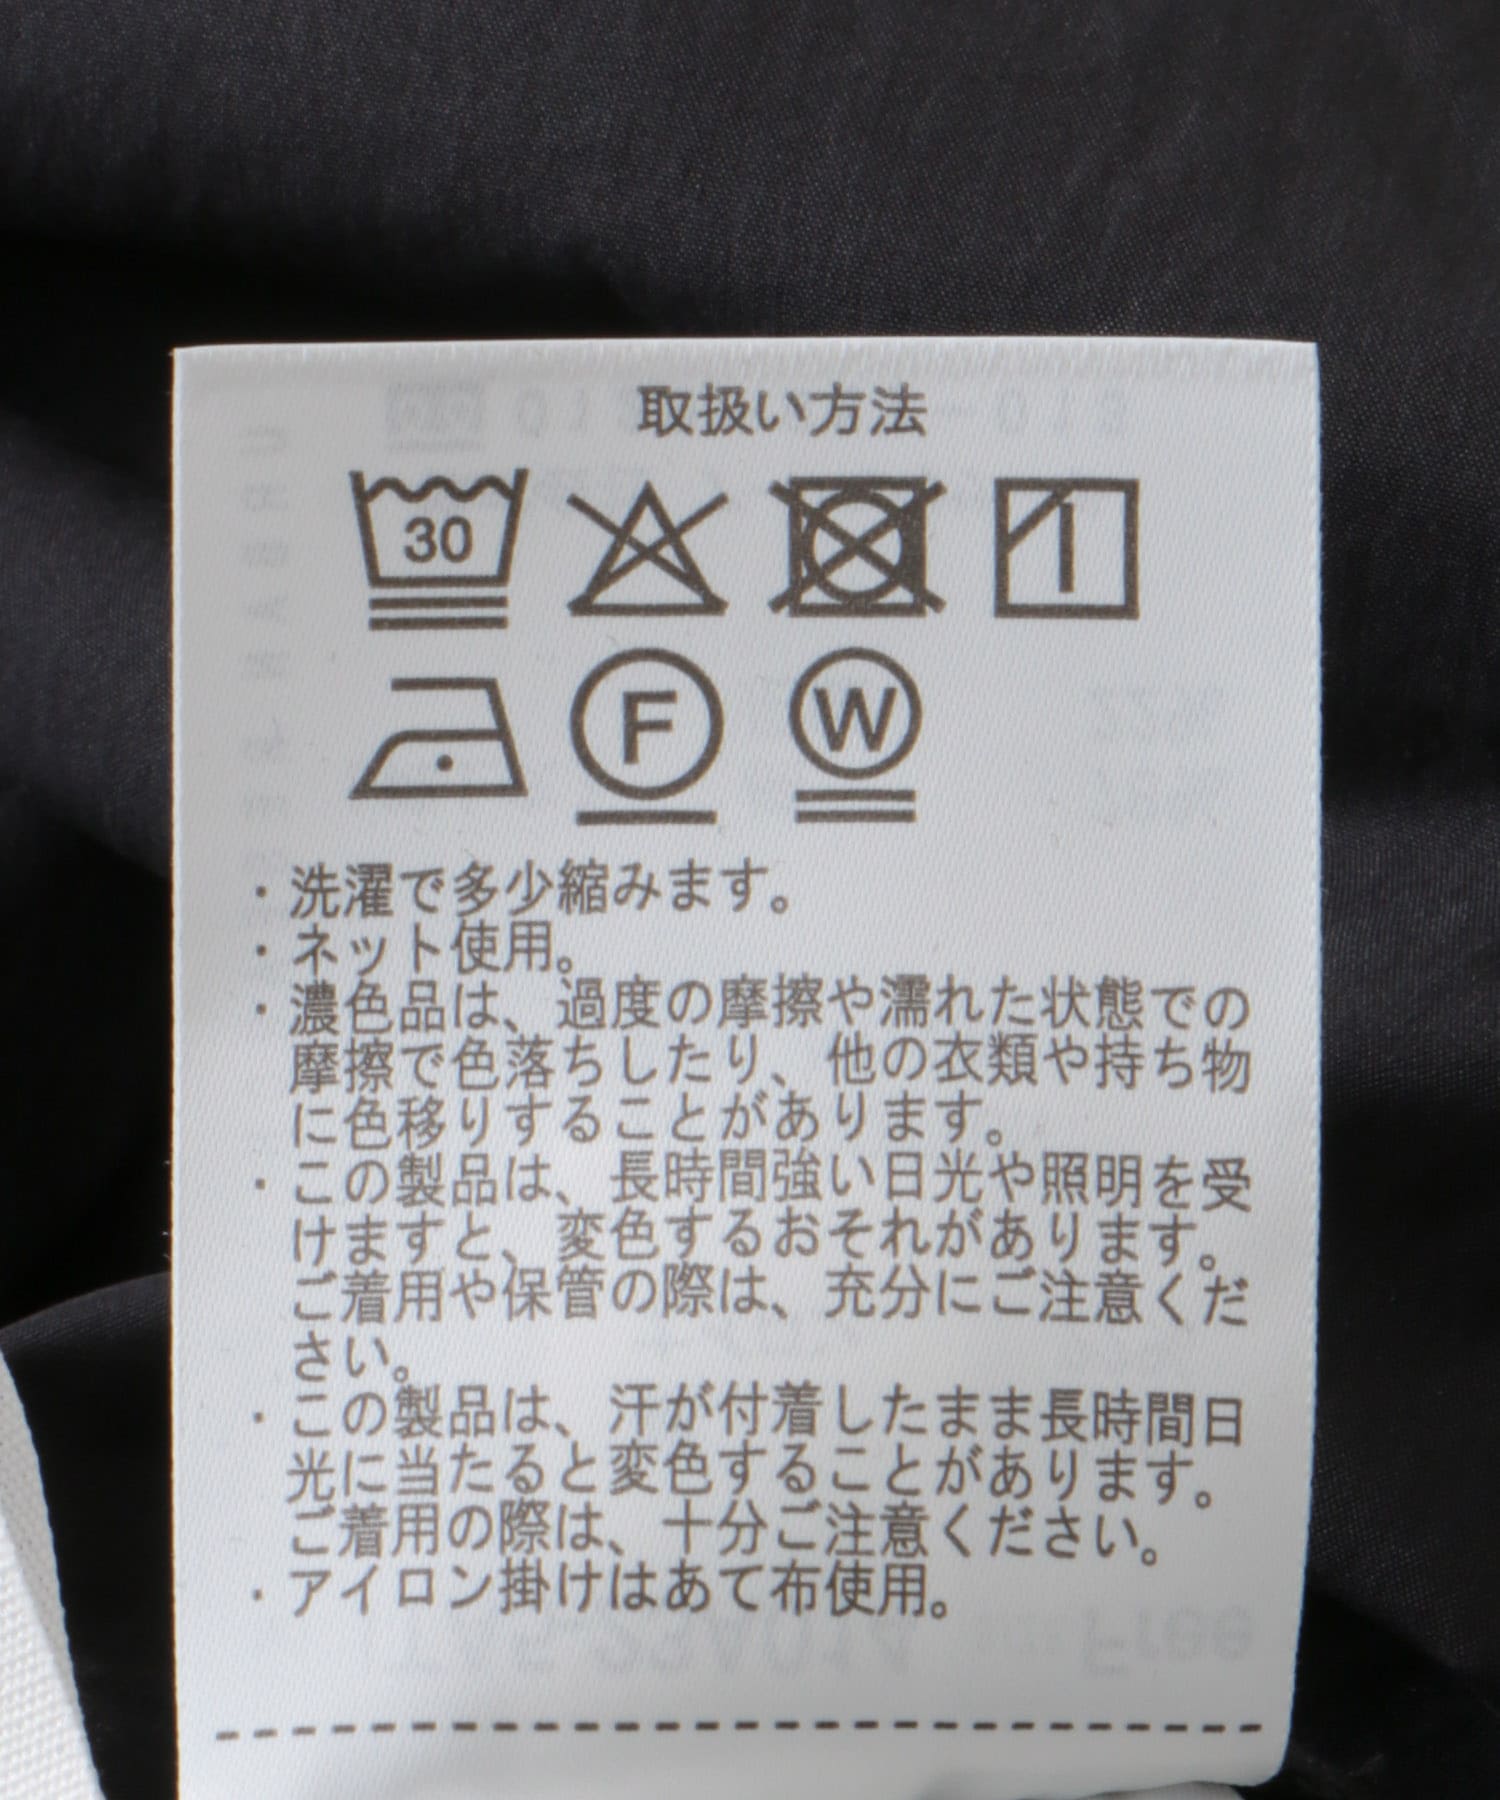 取扱い方法
30
F W
・洗濯で多少縮みます。
・ネット使用。
・濃色品は、過度の摩擦や濡れた状態での
摩擦で色落ちしたり、他の衣類や持ち物
に色移りすることがあります。
・この製品は、長時間強い日光や照明を受
けますと、変色するおそれがあります。
ご着用や保管の際は、充分にご注意くだ
さい。
・この製品は、汗が付着したまま長時間日
光に当たると変色することがあります。
ご着用の際は、十分ご注意ください。
・アイロン掛けはあて布使用。